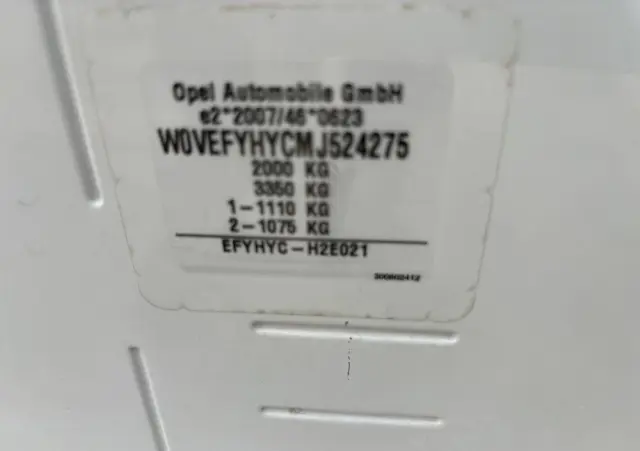 Opel Automobile GmbH
e2*2007/46*0623
W0VEFYHYCMJ524275
2000 KG
3350 KG
1-1110 KG
2-1075 KG
EFYHYC-H2E021